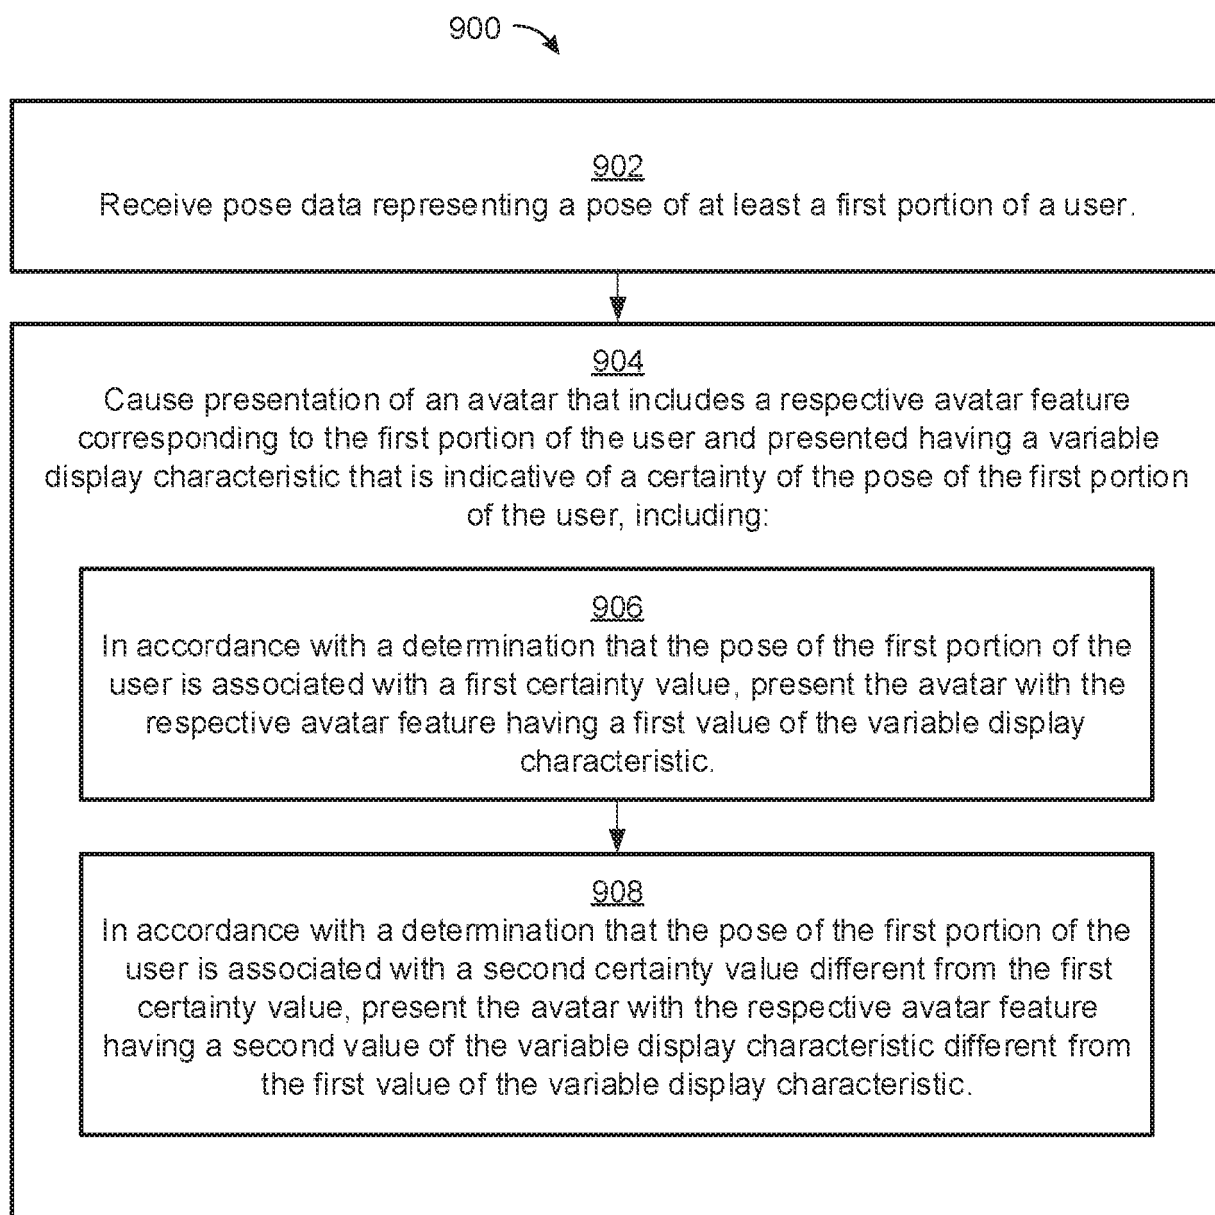 900
902
Receive pose data representing a pose of at least a first portion of a user.
904
Cause presentation of an avatar that includes a respective avatar feature
corresponding to the first portion of the user and presented having a variable
display characteristic that is indicative of a certainty of the pose of the first portion
of the user, including:
906
In accordance with a determination that the pose of the first portion of the
user is associated with a first certainty value, present the avatar with the
respective avatar feature having a first value of the variable display
characteristic.
908
In accordance with a determination that the pose of the first portion of the
user is associated with a second certainty value different from the first
certainty value, present the avatar with the respective avatar feature
having a second value of the variable display characteristic different from
the first value of the variable display characteristic.